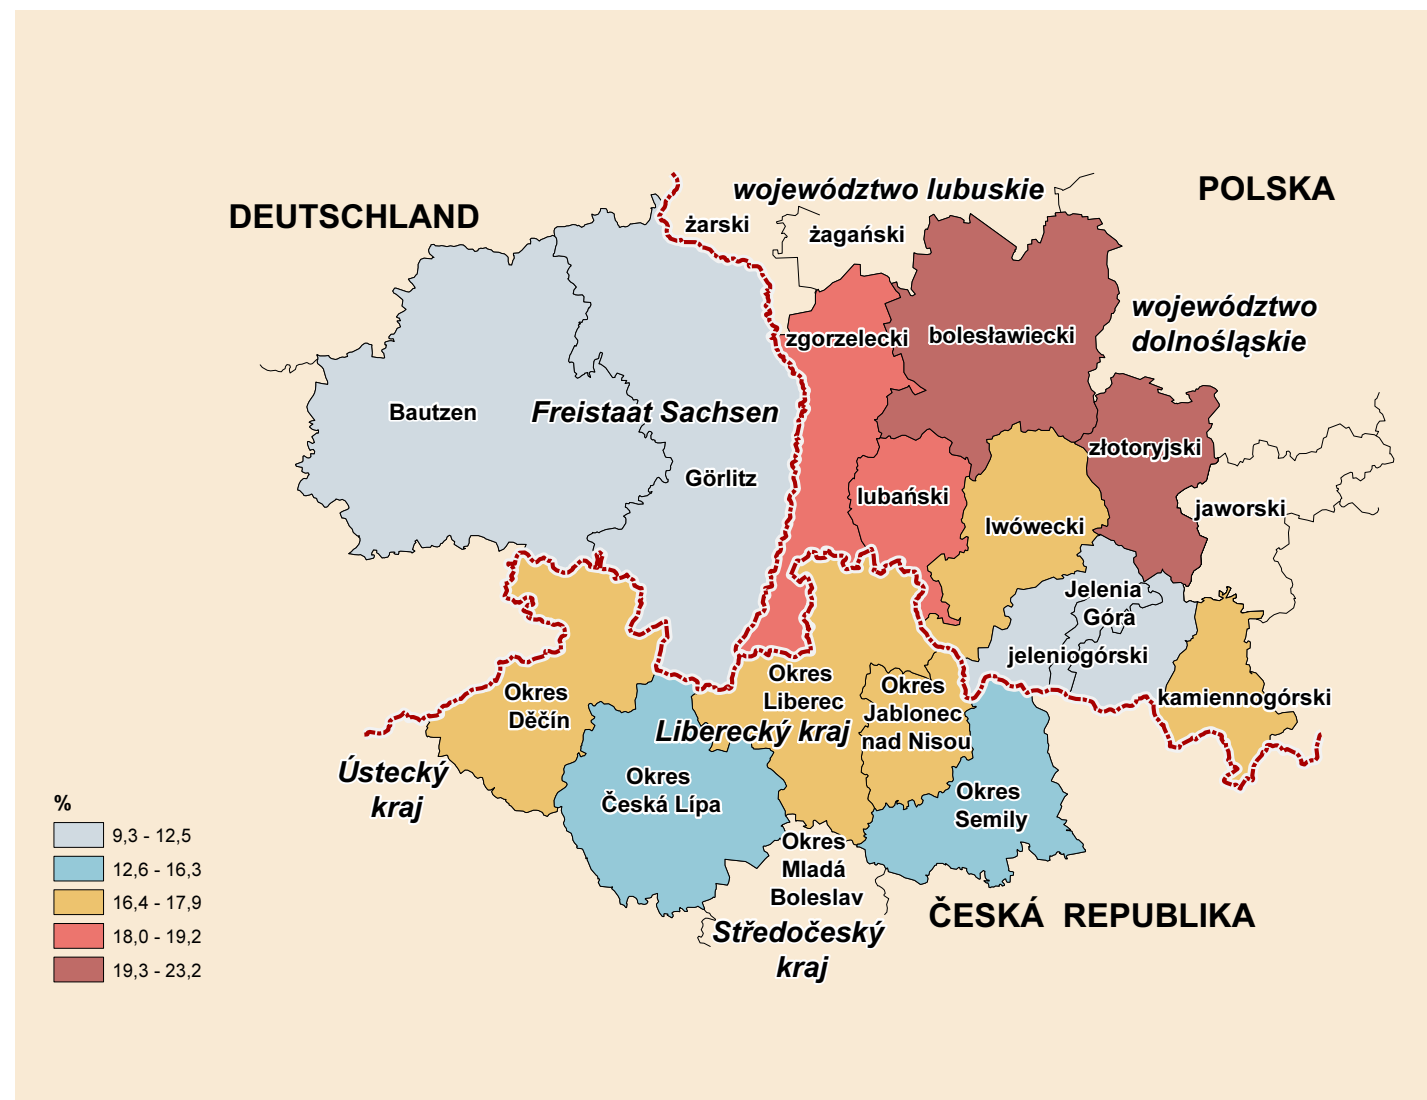 DEUTSCHLAND
województwo lubuskie
POLSKA
żarski
żagański
województwo
dolnośląskie
zgorzelecki
bolesławiecki
Bautzen
Freistaat Sachsen
złotoryjski
Görlitz
lubański
lwówecki
jaworski
Jelenia
Góra
jeleniogórski
kamiennogórski
Okres
Děčín
Okres
Liberec
Okres
Jablonec
nad Nisou
Liberecký kraj
Ústecký
kraj
Okres
Česká Lípa
Okres
Semily
Okres
Mladá
Boleslav
Středočeský
kraj
ČESKÁ REPUBLIKA
%
9,3 - 12,5
12,6 - 16,3
16,4 - 17,9
18,0 - 19,2
19,3 - 23,2